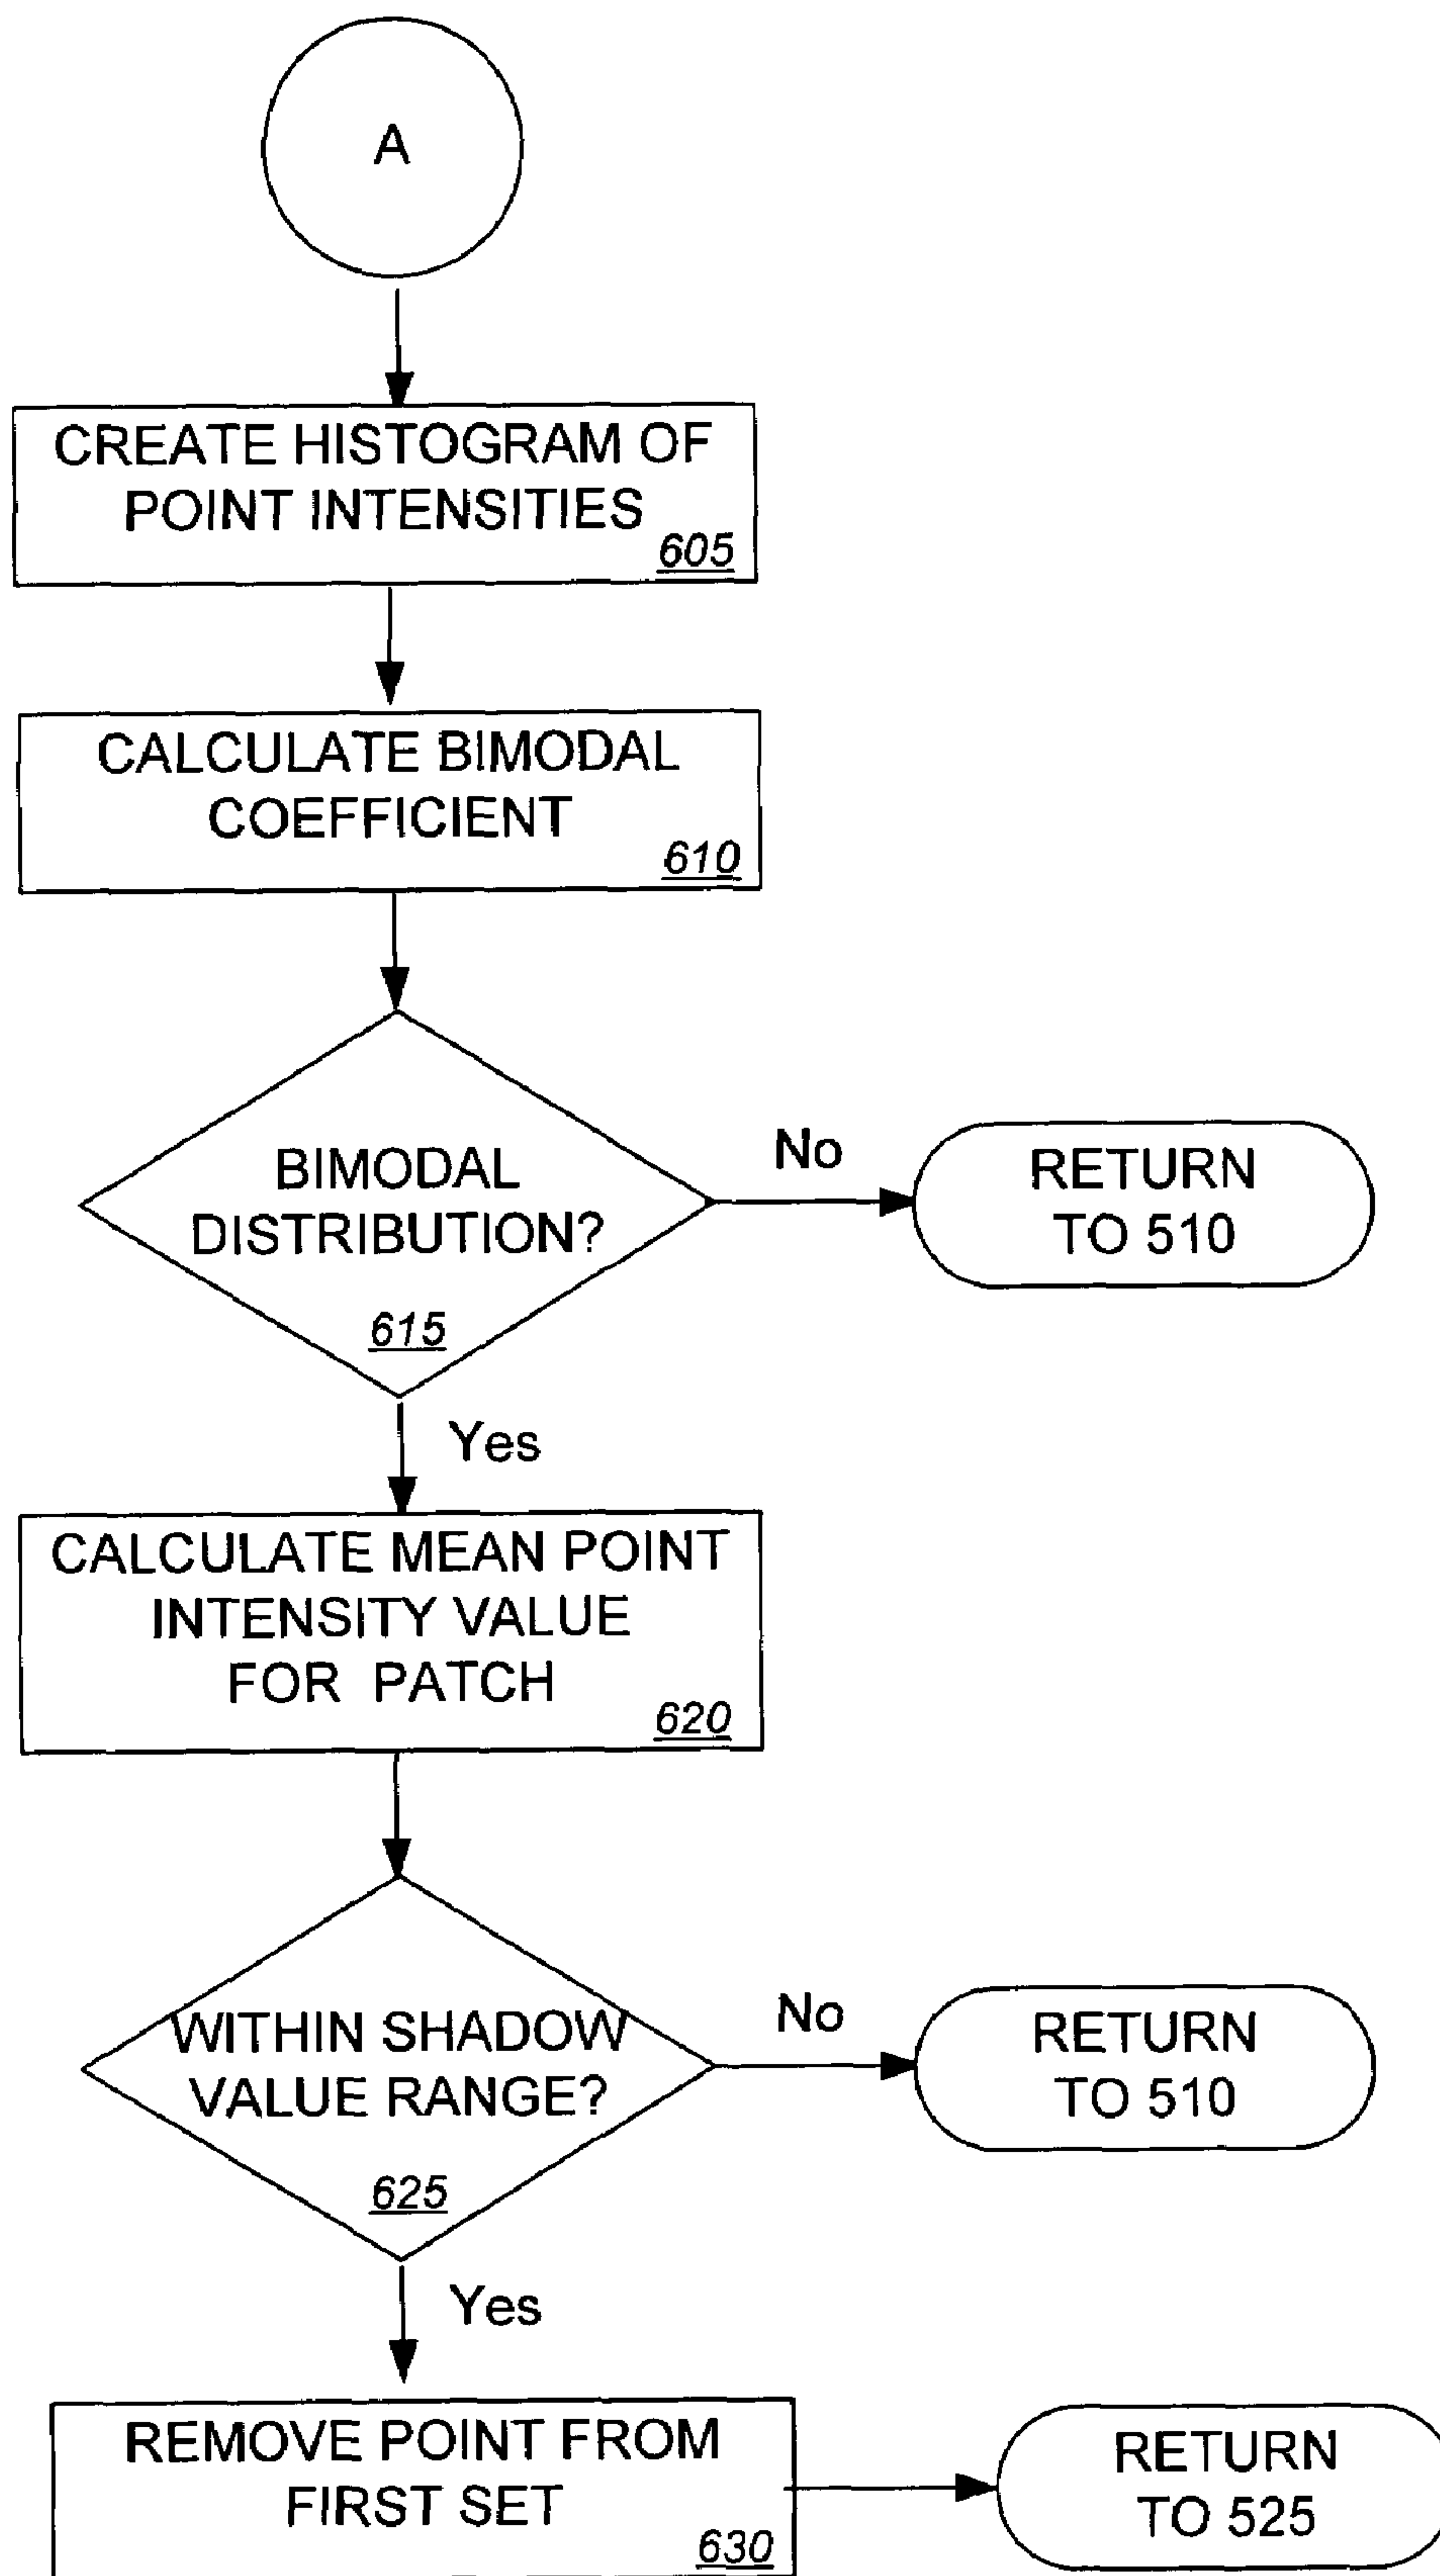 A
CREATE HISTOGRAM OF
POINT INTENSITIES
605
CALCULATE BIMODAL
COEFFICIENT
610
BIMODAL
DISTRIBUTION?
615
No
RETURN
TO 510
Yes
CALCULATE MEAN POINT
INTENSITY VALUE
FOR PATCH
620
WITHIN SHADOW
VALUE RANGE?
625
No
RETURN
TO 510
Yes
REMOVE POINT FROM
FIRST SET
630
RETURN
TO 525